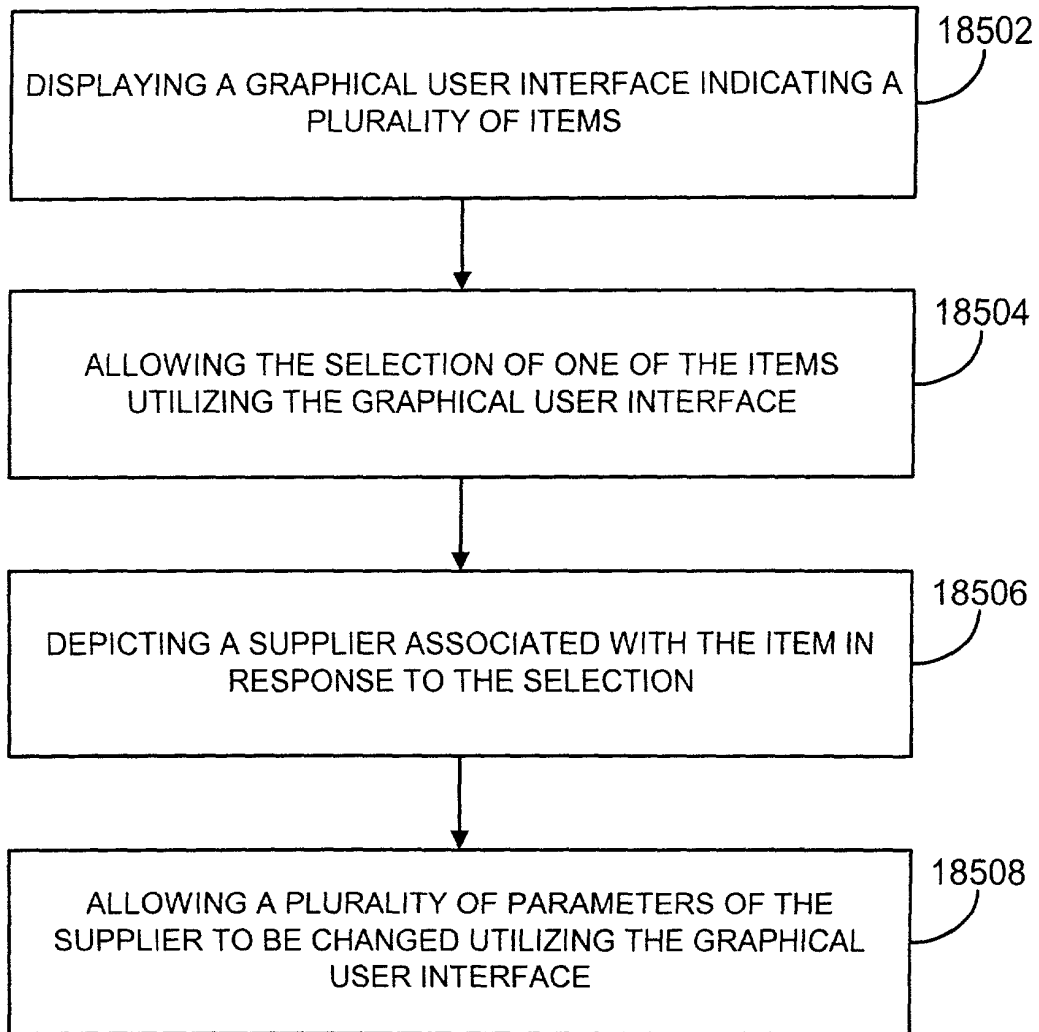 18502
DISPLAYING A GRAPHICAL USER INTERFACE INDICATING A
PLURALITY OF ITEMS
18504
ALLOWING THE SELECTION OF ONE OF THE ITEMS
UTILIZING THE GRAPHICAL USER INTERFACE
18506
DEPICTING A SUPPLIER ASSOCIATED WITH THE ITEM IN
RESPONSE TO THE SELECTION
18508
ALLOWING A PLURALITY OF PARAMETERS OF THE
SUPPLIER TO BE CHANGED UTILIZING THE GRAPHICAL
USER INTERFACE